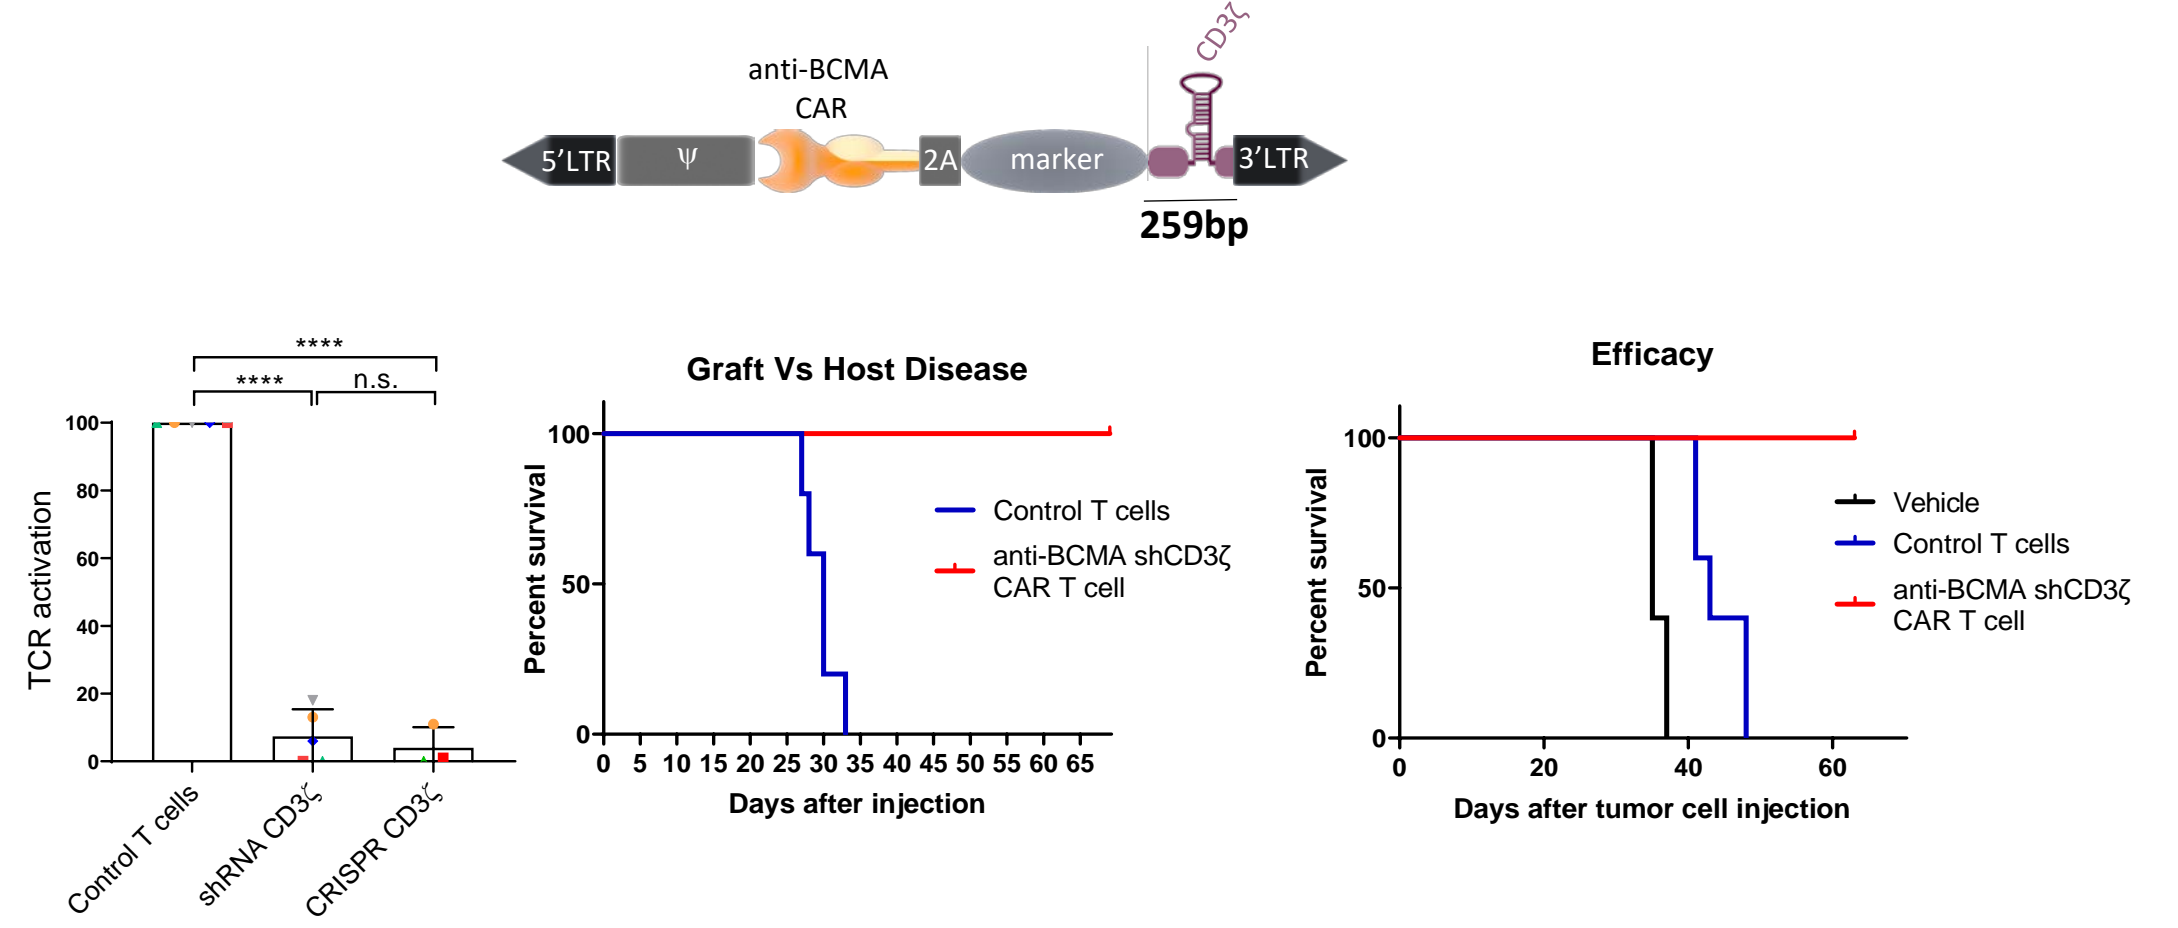 CD3ζ
anti-BCMA
CAR
5'LTR
ψ
2A
marker
3'LTR
259bp
****
****
n.s.
TCR activation
100
80
60
40
20
0
Control T cells
shRNA CD3ζ
CRISPR CD3ζ
Graft Vs Host Disease
Percent survival
100
50
0
0 5 10 15 20 25 30 35 40 45 50 55 60 65
Days after injection
Control T cells
anti-BCMA shCD3ζ
CAR T cell
Efficacy
Percent survival
100
50
0
0 20 40 60
Days after tumor cell injection
Vehicle
Control T cells
anti-BCMA shCD3ζ
CAR T cell